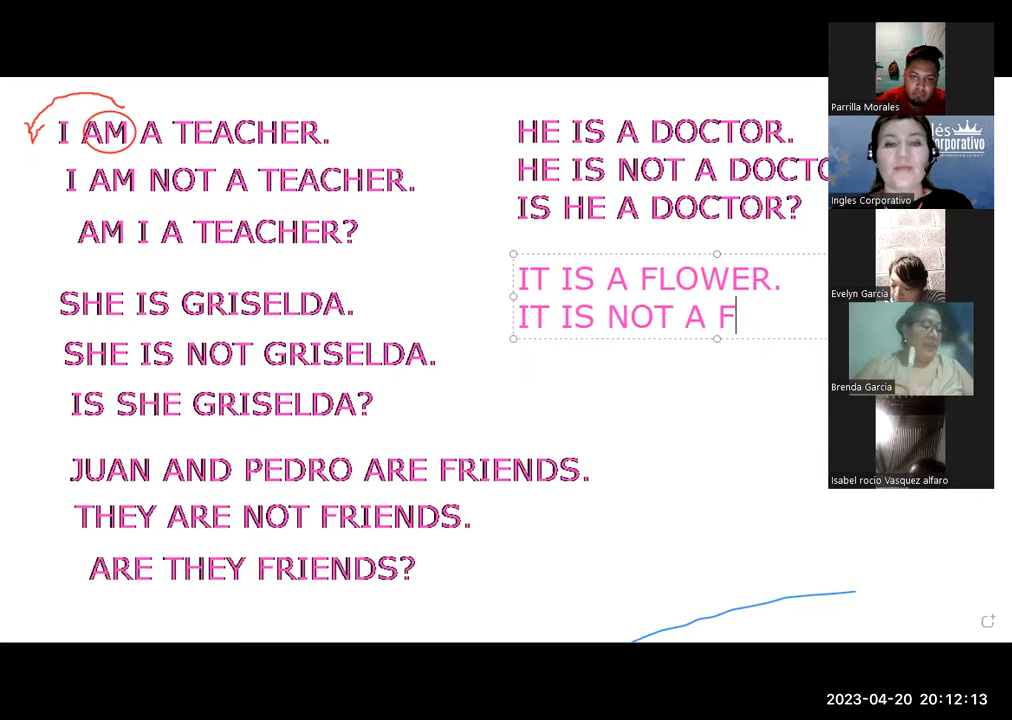 I AM A TEACHER.
I AM NOT A TEACHER.
AM I A TEACHER?
SHE IS GRISELDA.
SHE IS NOT GRISELDA.
IS SHE GRISELDA?
JUAN AND PEDRO ARE FRIENDS.
THEY ARE NOT FRIENDS.
ARE THEY FRIENDS?
HE IS A DOCTOR.
HE IS NOT A DOCTO
IS HE A DOCTOR?
IT IS A FLOWER.
IT IS NOT A F
Parrilla Morales
lés
orporativo
Ingles Corporativo
Evelyn Garcia
Brenda Garcia
Isabel rocio Vasquez alfaro
2023-04-20 20:12:13